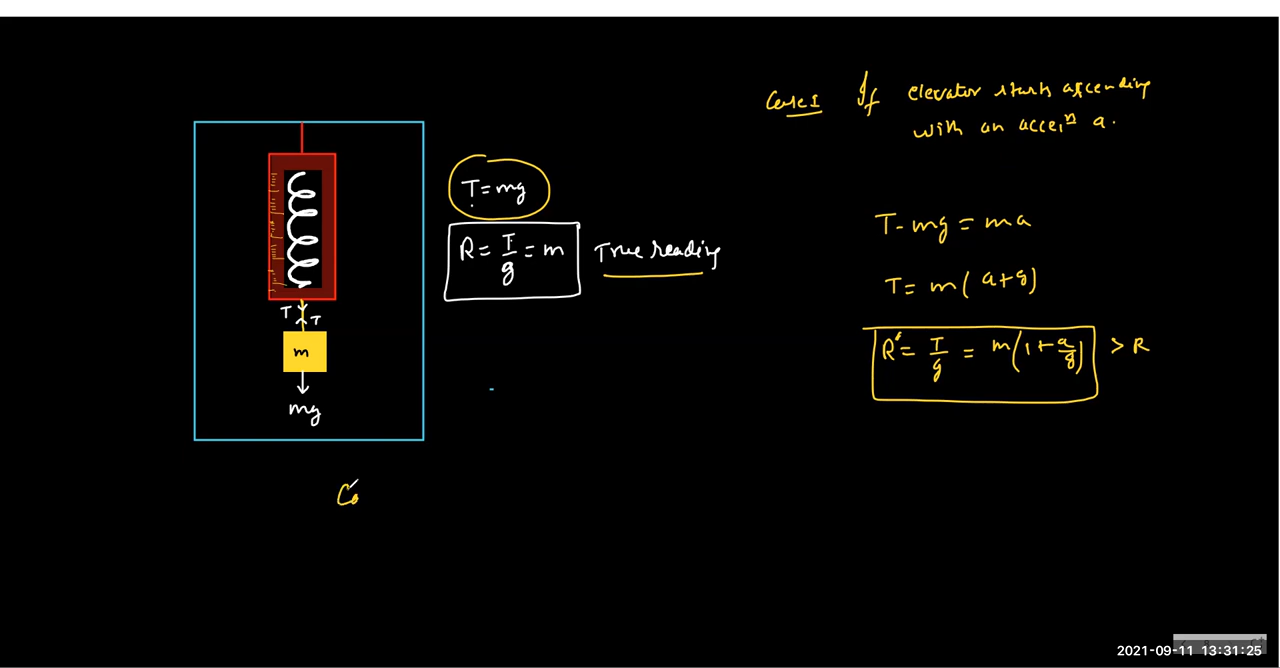 Case I If elevator starts ascending
with an accelⁿ a.
T = mg
R = T/g = m True reading
T - mg = ma
T = m(a+g)
R' = T/g = m(1 + a/g) > R
T T
m
mg
Ca
2021-09-11 13:31:25